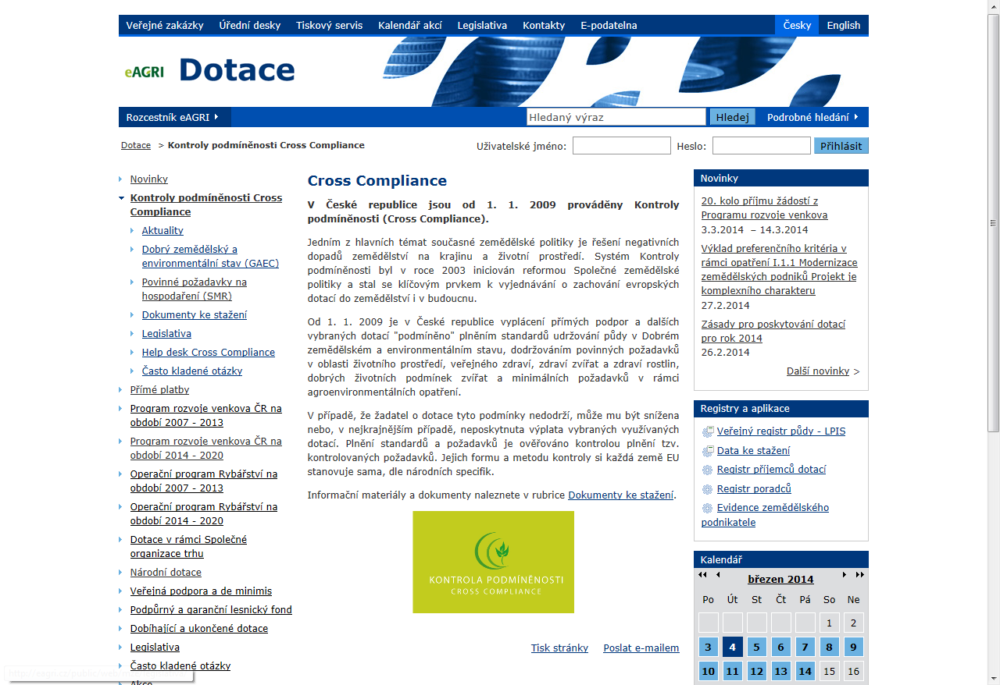 Veřejné zakázky Úřední desky Tiskový servis Kalendář akcí Legislativa Kontakty E-podatelna Česky English
eAGRI Dotace
Rozcestník eAGRI Hledaný výraz Hledej Podrobné hledání
Dotace > Kontroly podmíněnosti Cross Compliance Uživatelské jméno: Heslo: Přihlásit
Novinky
Kontroly podmíněnosti Cross
Compliance
Aktuality
Dobrý zemědělský a
environmentální stav (GAEC)
Povinné požadavky na
hospodaření (SMR)
Dokumenty ke stažení
Legislativa
Help desk Cross Compliance
Často kladené otázky
Přímé platby
Program rozvoje venkova ČR na
období 2007 - 2013
Program rozvoje venkova ČR na
období 2014 - 2020
Operační program Rybářství na
období 2007 - 2013
Operační program Rybářství na
období 2014 - 2020
Dotace v rámci Společné
organizace trhu
Národní dotace
Veřejná podpora a de minimis
Podpůrný a garanční lesnický fond
Dobíhající a ukončené dotace
Legislativa
Často kladené otázky
Akce
Cross Compliance
V České republice jsou od 1. 1. 2009 prováděny Kontroly
podmíněnosti (Cross Compliance).
Jedním z hlavních témat současné zemědělské politiky je řešení negativních
dopadů zemědělství na krajinu a životní prostředí. Systém Kontroly
podmíněnosti byl v roce 2003 iniciován reformou Společné zemědělské
politiky a stal se klíčovým prvkem k vyjednávání o zachování evropských
dotací do zemědělství i v budoucnu.
Od 1. 1. 2009 je v České republice vyplácení přímých podpor a dalších
vybraných dotací "podmíněno" plněním standardů udržování půdy v Dobrém
zemědělském a environmentálním stavu, dodržováním povinných požadavků
v oblasti životního prostředí, veřejného zdraví, zdraví zvířat a zdraví rostlin,
dobrých životních podmínek zvířat a minimálních požadavků v rámci
agroenvironmentálních opatření.
V případě, že žadatel o dotace tyto podmínky nedodrží, může mu být snížena
nebo, v nejkrajnějším případě, neposkytnuta výplata vybraných využívaných
dotací. Plnění standardů a požadavků je ověřováno kontrolou plnění tzv.
kontrolovaných požadavků. Jejich formu a metodu kontroly si každá země EU
stanovuje sama, dle národních specifik.
Informační materiály a dokumenty naleznete v rubrice Dokumenty ke stažení.
KONTROLA PODMÍNĚNOSTI
CROSS COMPLIANCE
Tisk stránky Poslat e-mailem
Novinky
20. kolo příjmu žádostí z
Programu rozvoje venkova
3.3.2014 – 14.3.2014
Výklad preferenčního kritéria v
rámci opatření I.1.1 Modernizace
zemědělských podniků Projekt je
komplexního charakteru
27.2.2014
Zásady pro poskytování dotací
pro rok 2014
26.2.2014
Další novinky >
Registry a aplikace
Veřejný registr půdy - LPIS
Data ke stažení
Registr příjemců dotací
Registr poradců
Evidence zemědělského
podnikatele
Kalendář
březen 2014
Po Út St Čt Pá So Ne
1 2
3 4 5 6 7 8 9
10 11 12 13 14 15 16